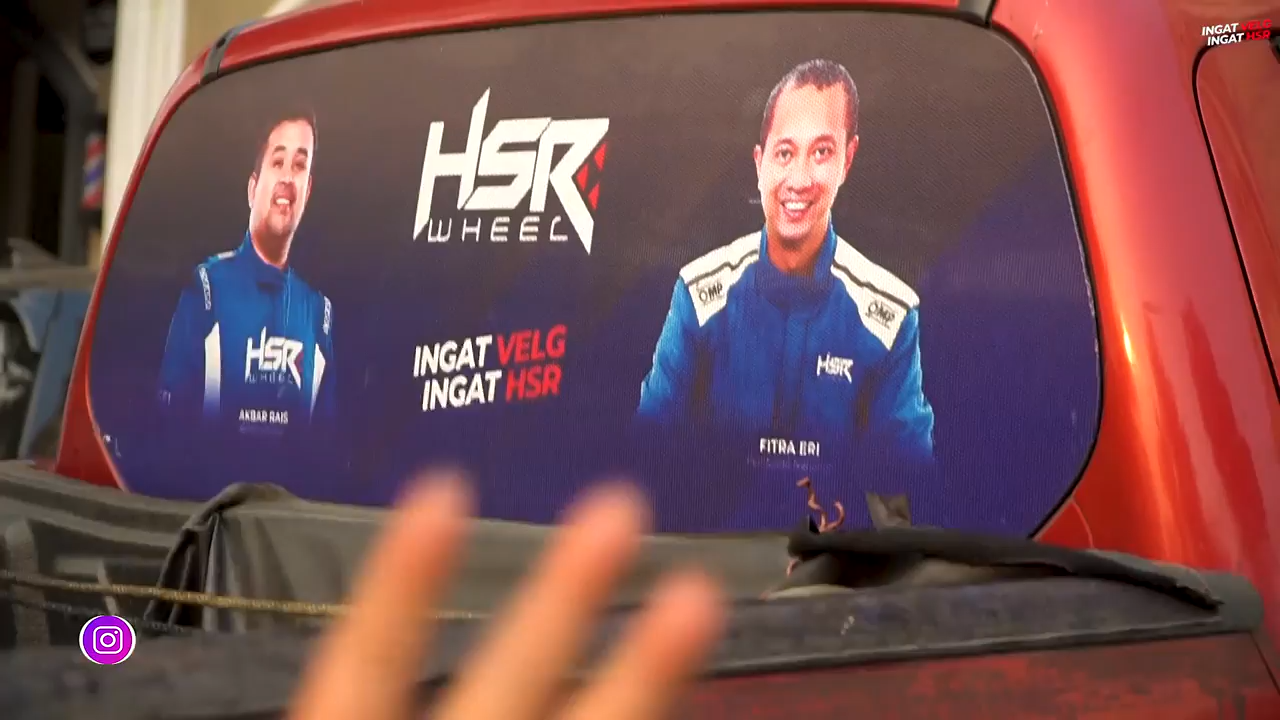 INGAT VELG
INGAT HSR
HSR
WHEEL
INGAT VELG
INGAT HSR
HSR
WHEEL
AKBAR RAIS
OMP
OMP
HSR
FITRA ERI